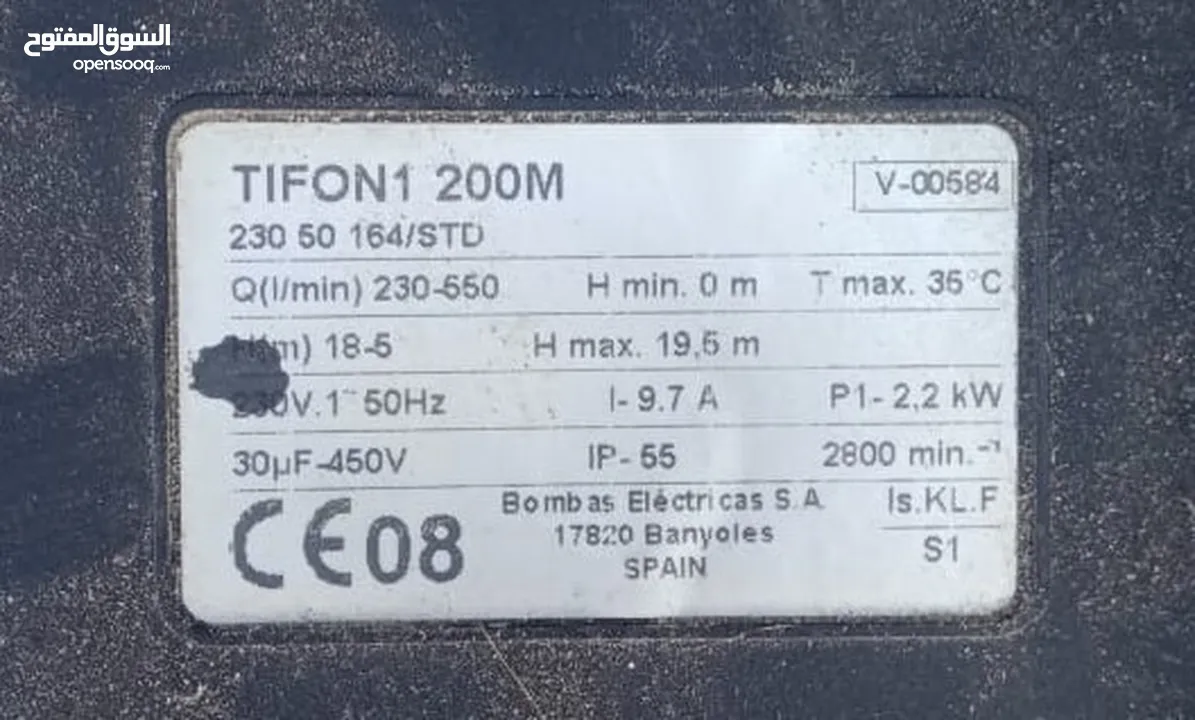 السوق المفتوح
opensooq.com
TIFON1 200M V-00584
230 50 164/STD
Q(l/min) 230-550 H min. 0 m T max. 35°C
H(m) 18-5 H max. 19,5 m
230V.1~50Hz I- 9.7 A P1- 2,2 kW
30µF-450V IP- 55 2800 min.-¹
CE08 Bombas Eléctricas S.A. Is.KL.F
17820 Banyoles S1
SPAIN